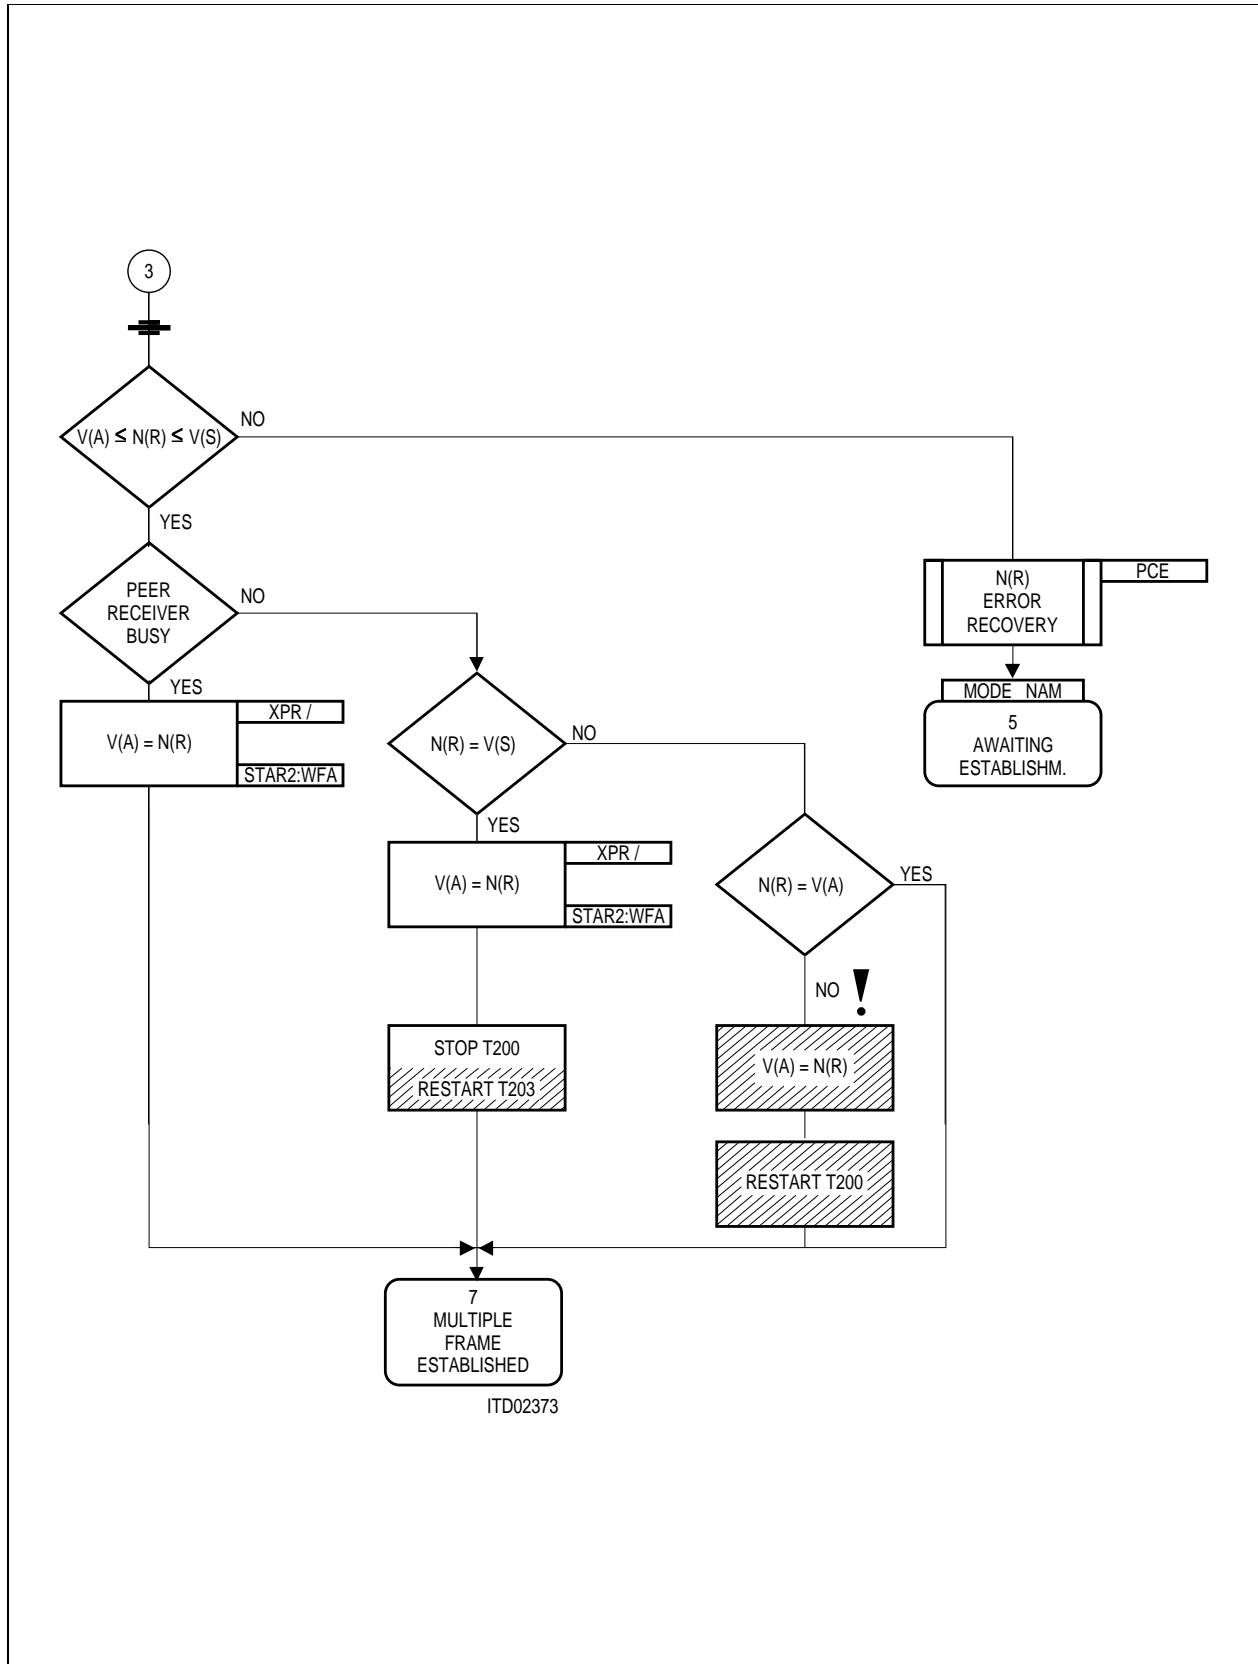 3
V(A) ≤ N(R) ≤ V(S)
NO
YES
PEER
RECEIVER
BUSY
NO
YES
N(R)
ERROR
RECOVERY
PCE
MODE NAM
5
AWAITING
ESTABLISHM.
V(A) = N(R)
XPR /
STAR2:WFA
N(R) = V(S)
NO
YES
V(A) = N(R)
XPR /
STAR2:WFA
N(R) = V(A)
YES
NO !
STOP T200
RESTART T203
V(A) = N(R)
RESTART T200
7
MULTIPLE
FRAME
ESTABLISHED
ITD02373